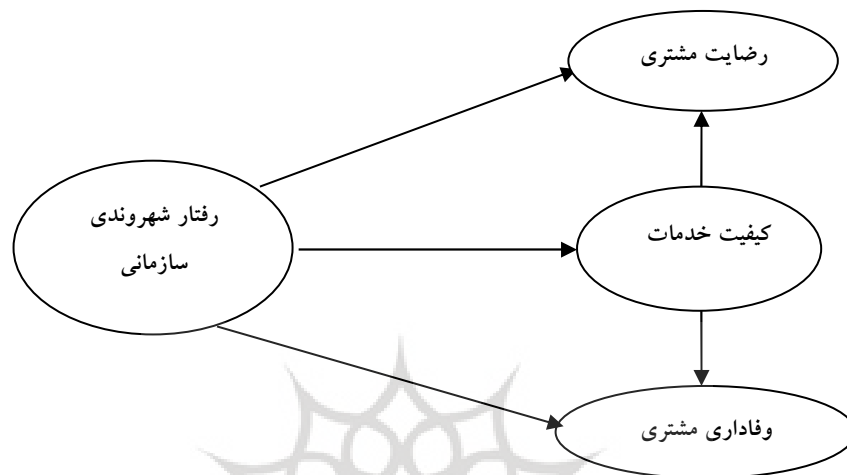 رضایت مشتری
رفتار شهروندی
سازمانی
کیفیت خدمات
وفاداری مشتری